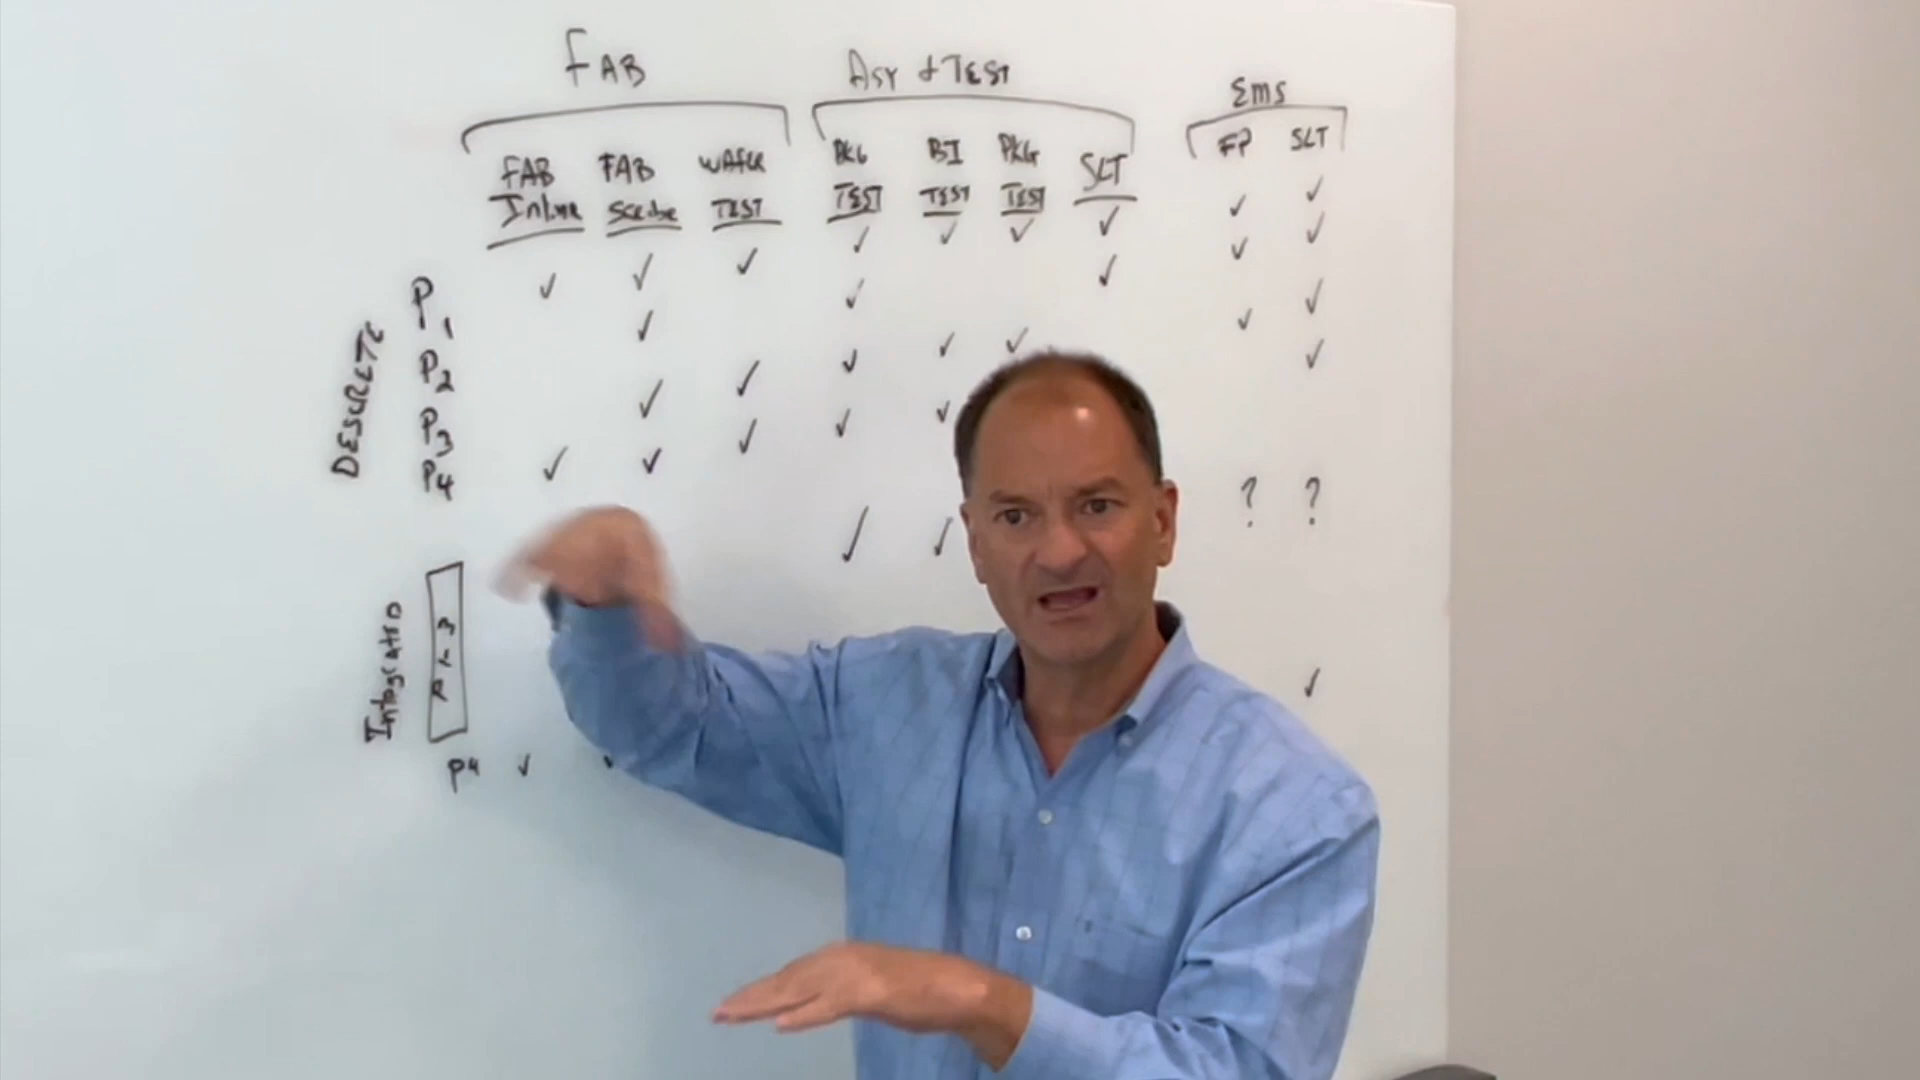 FAB Asy & TEST EMS
FAB FAB WAFER PKG BI PKG SLT FP SLT
Inline Scribe TEST TEST TEST TEST
✓ ✓ ✓ ✓ ✓ ✓ ✓ ✓ ✓
DESCRETE
P1 ✓ ✓ ✓ ✓ ✓
P2 ✓ ✓ ✓ ✓ ✓ ✓
P3 ✓ ✓ ✓ ✓ ✓
P4 ✓ ✓ ? ?
✓ ✓
Integrated
✓
P4 ✓ ✓